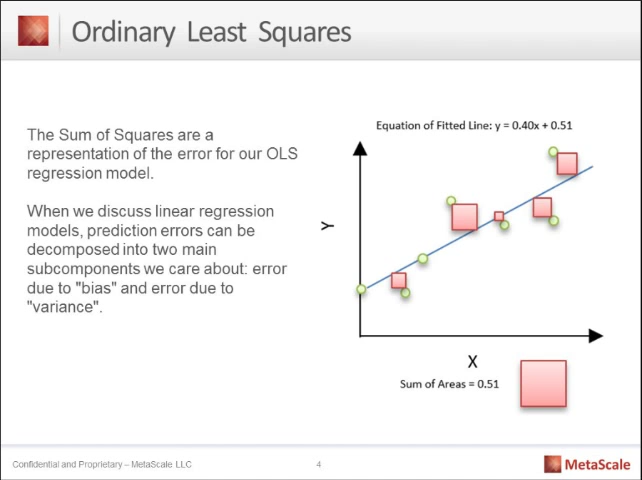 Ordinary Least Squares
The Sum of Squares are a
representation of the error for our OLS
regression model.
When we discuss linear regression
models, prediction errors can be
decomposed into two main
subcomponents we care about: error
due to "bias" and error due to
"variance".
Equation of Fitted Line: y = 0.40x + 0.51
Y
X
Sum of Areas = 0.51
Confidential and Proprietary – MetaScale LLC
4
MetaScale